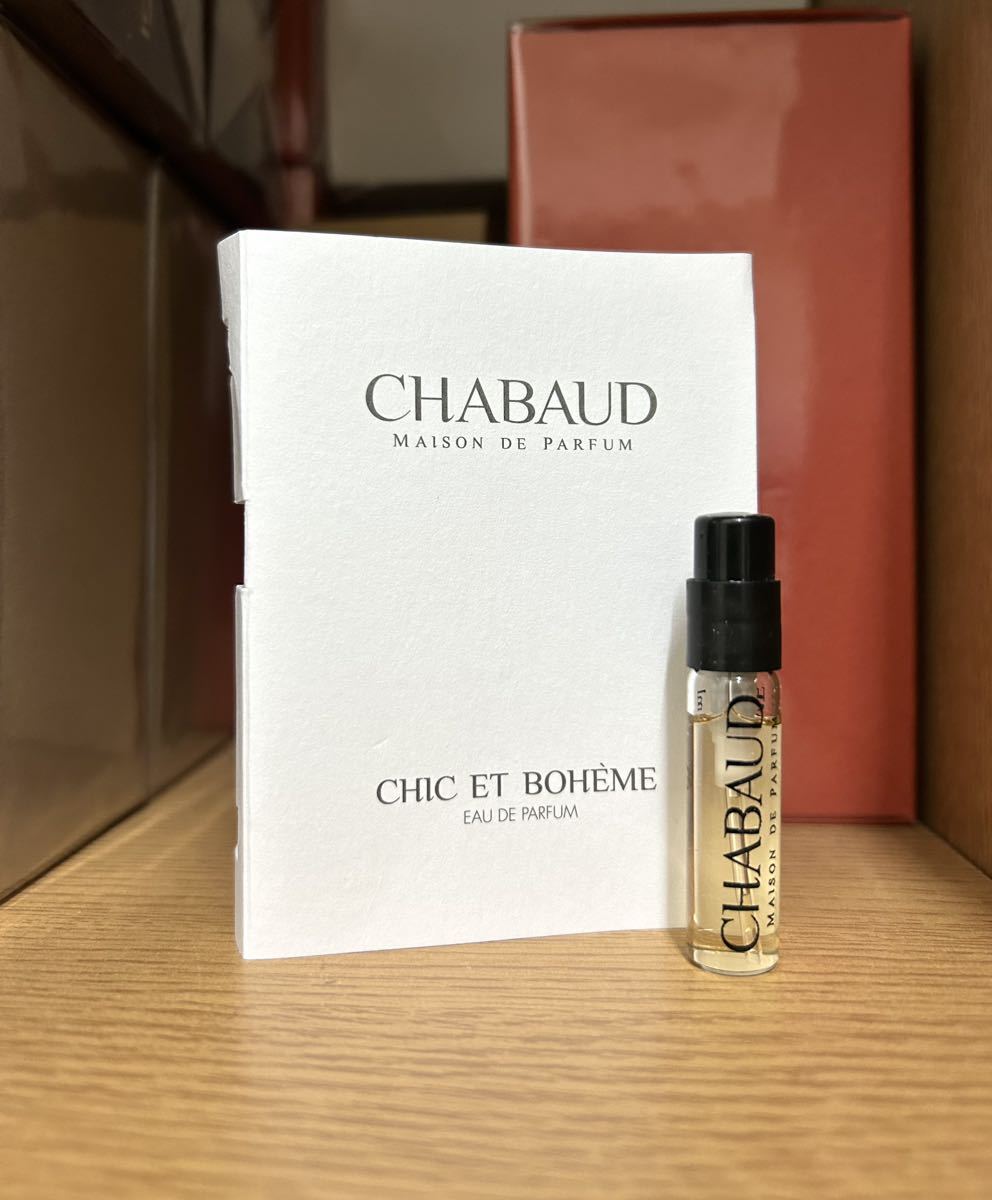 CHABAUD
MAISON DE PARFUM
CHIC ET BOHÈME
EAU DE PARFUM
CHABAUD
MAISON DE PARFUM